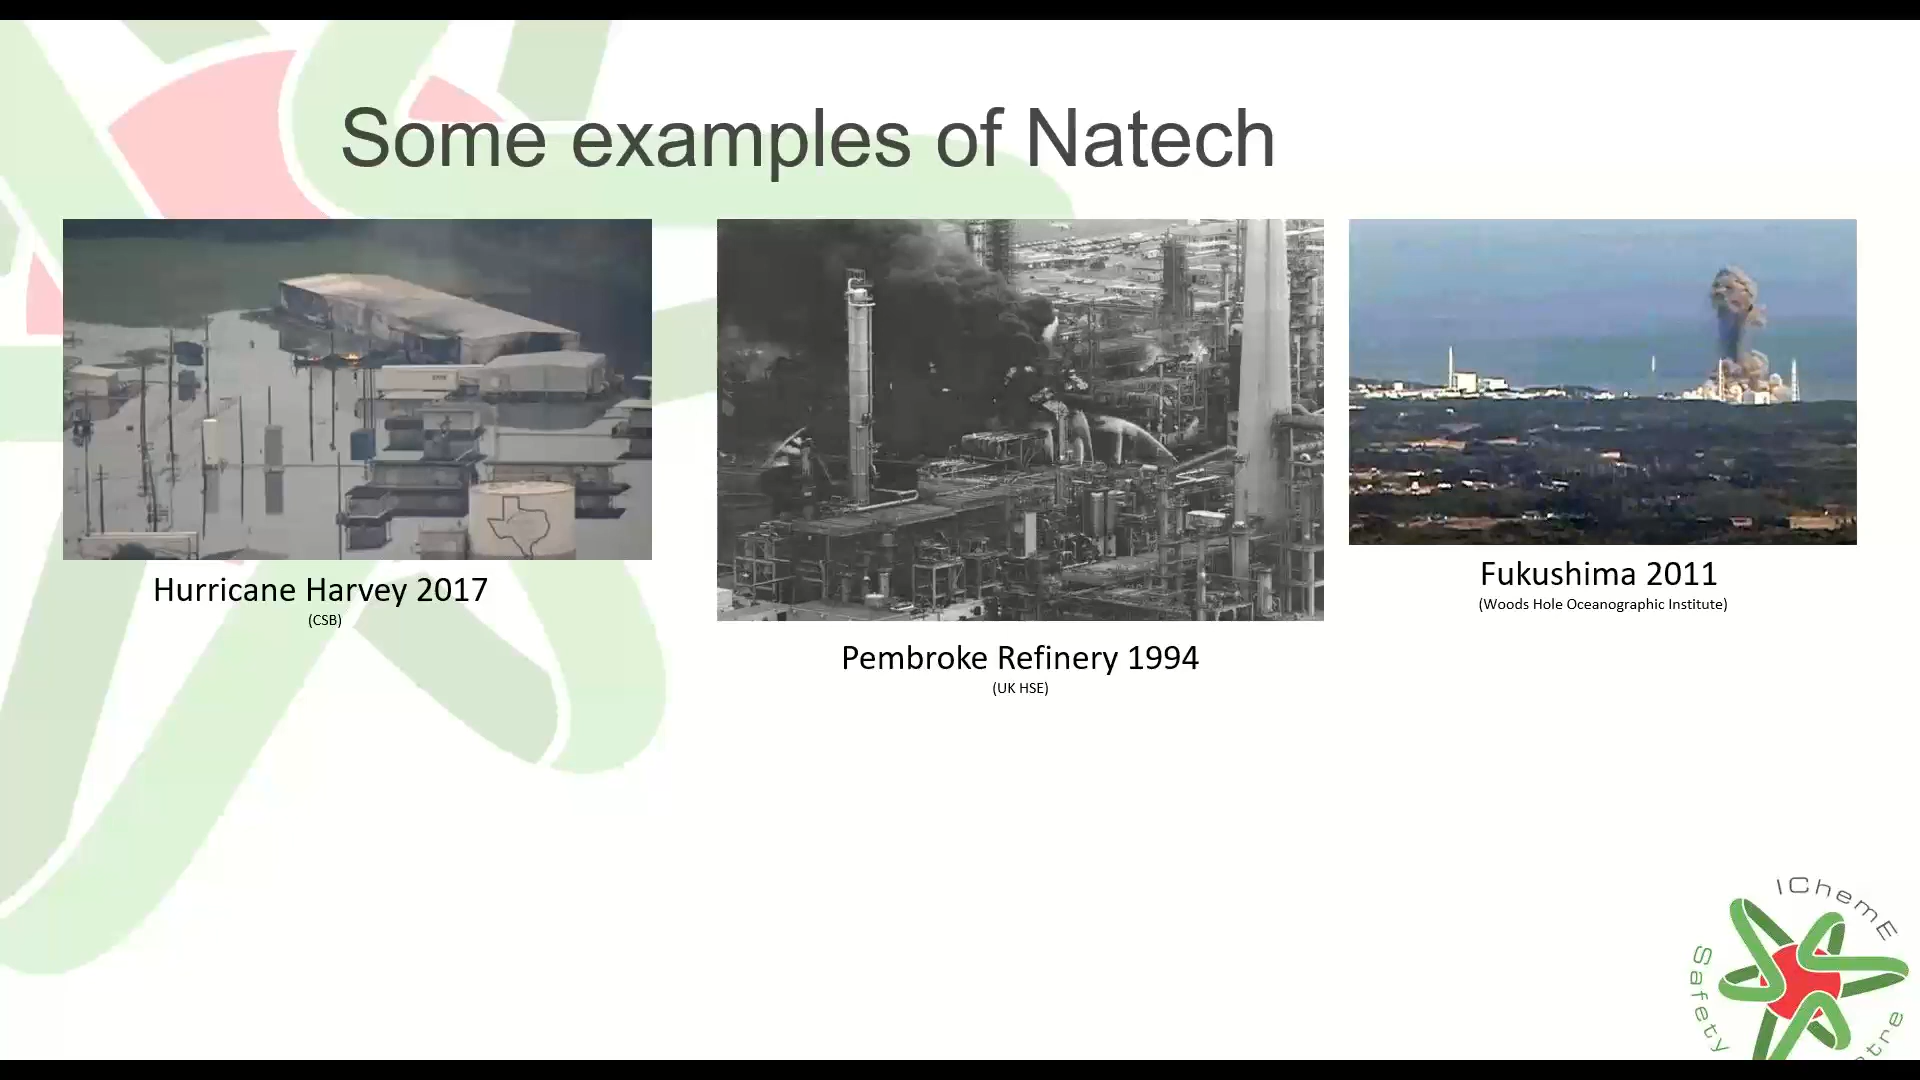 Some examples of Natech
Hurricane Harvey 2017
(CSB)
Pembroke Refinery 1994
(UK HSE)
Fukushima 2011
(Woods Hole Oceanographic Institute)
IChemE
Safety